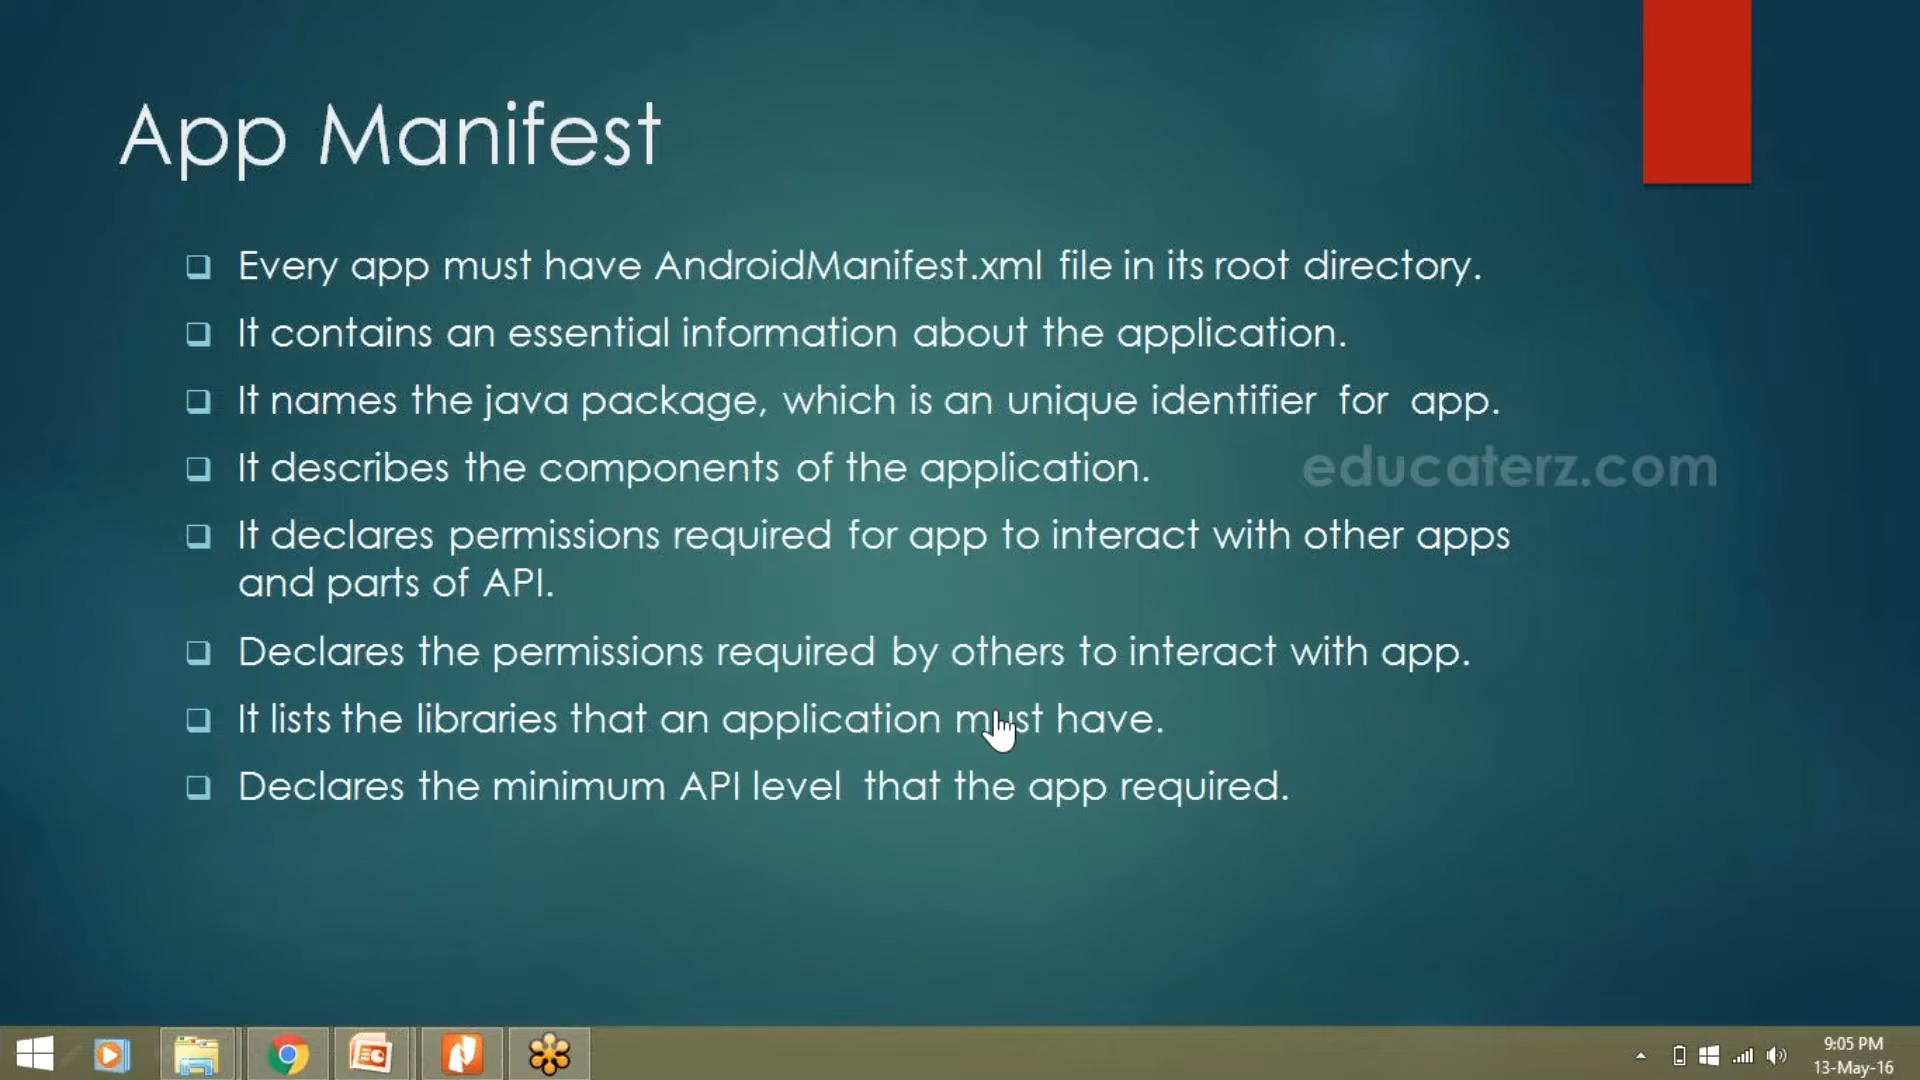 App Manifest
Every app must have AndroidManifest.xml file in its root directory.
It contains an essential information about the application.
It names the java package, which is an unique identifier for app.
It describes the components of the application.
educaterz.com
It declares permissions required for app to interact with other apps
and parts of API.
Declares the permissions required by others to interact with app.
It lists the libraries that an application must have.
Declares the minimum API level that the app required.
9:05 PM
13-May-16